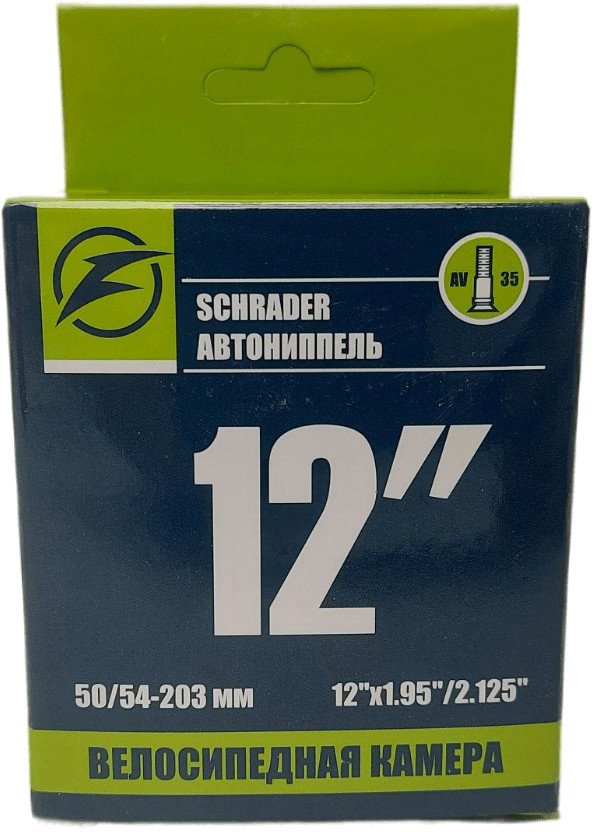 AV 35
SCHRADER
АВТОНИППЕЛЬ
12"
50/54-203 мм
12"x1.95"/2.125"
ВЕЛОСИПЕДНАЯ КАМЕРА